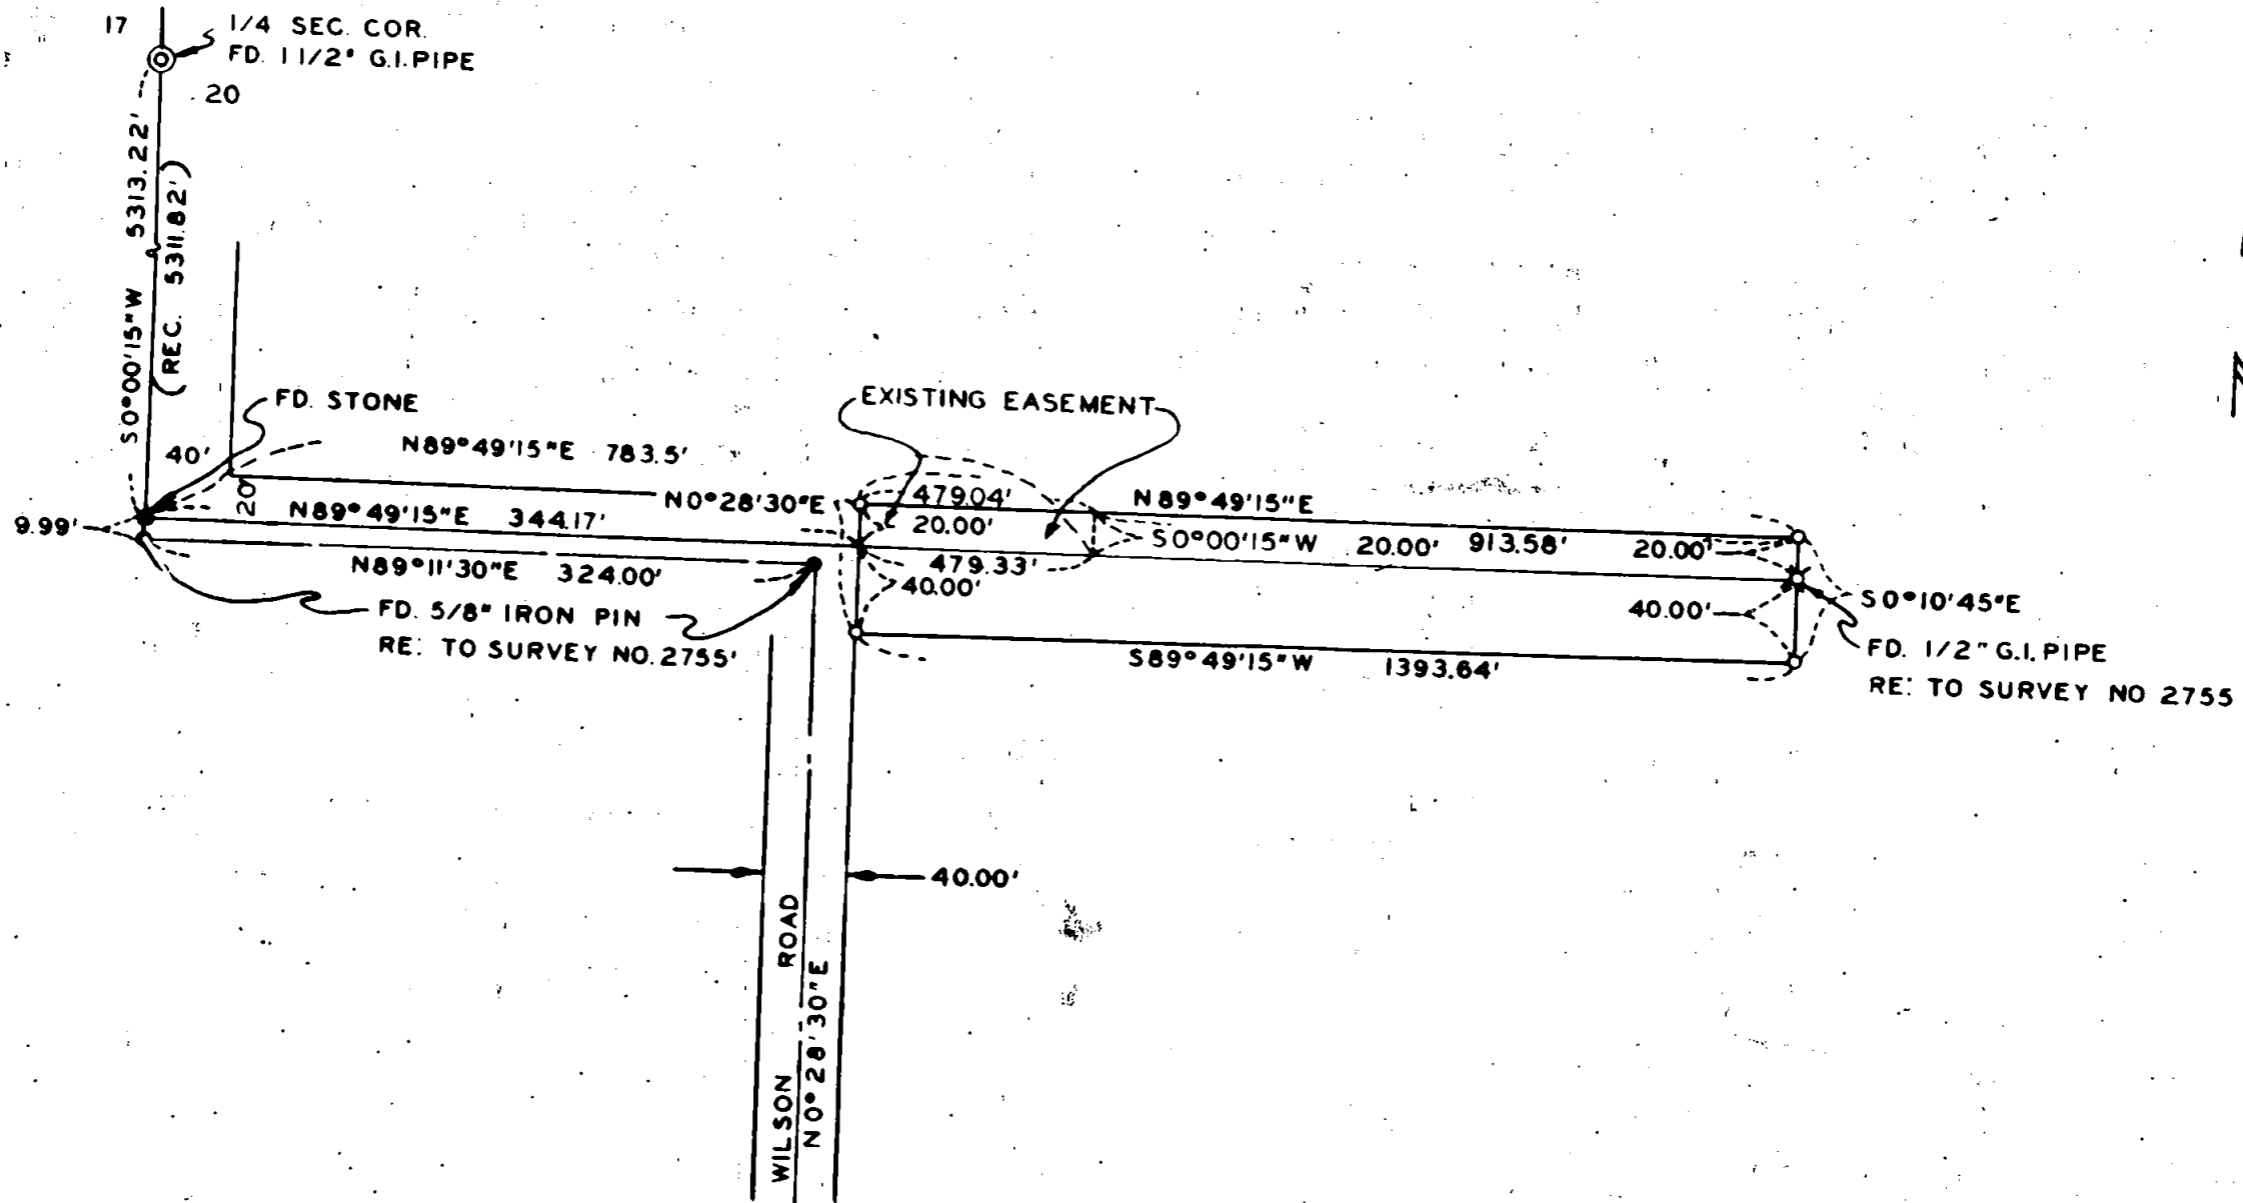 17
1/4 SEC. COR.
FD. 1 1/2" G.I. PIPE
20
S0°00'15"W 5313.22'
(REC. 5311.82')
FD. STONE
EXISTING EASEMENT
40'
N89°49'15"E 783.5'
20'
N0°28'30"E
479.04'
N89°49'15"E
9.99'
N89°49'15"E 344.17'
20.00'
S0°00'15"W 20.00' 913.58' 20.00'
N89°11'30"E 324.00'
479.33'
40.00'
40.00'
S0°10'45"E
FD. 5/8" IRON PIN
RE: TO SURVEY NO. 2755'
FD. 1/2" G.I. PIPE
RE: TO SURVEY NO 2755
S89°49'15"W 1393.64'
40.00'
WILSON ROAD
N0°28'30"E
N